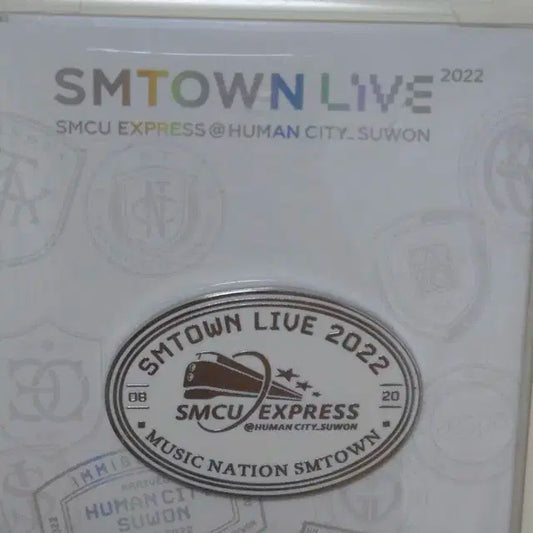 SMTOWN LIVE 2022
SMCU EXPRESS@HUMAN CITY_SUWON
SMTOWN LIVE 2022
08
20
SMCU EXPRESS
@HUMAN CITY_SUWON
• MUSIC NATION SMTOWN •
HUMAN CITY
SUWON